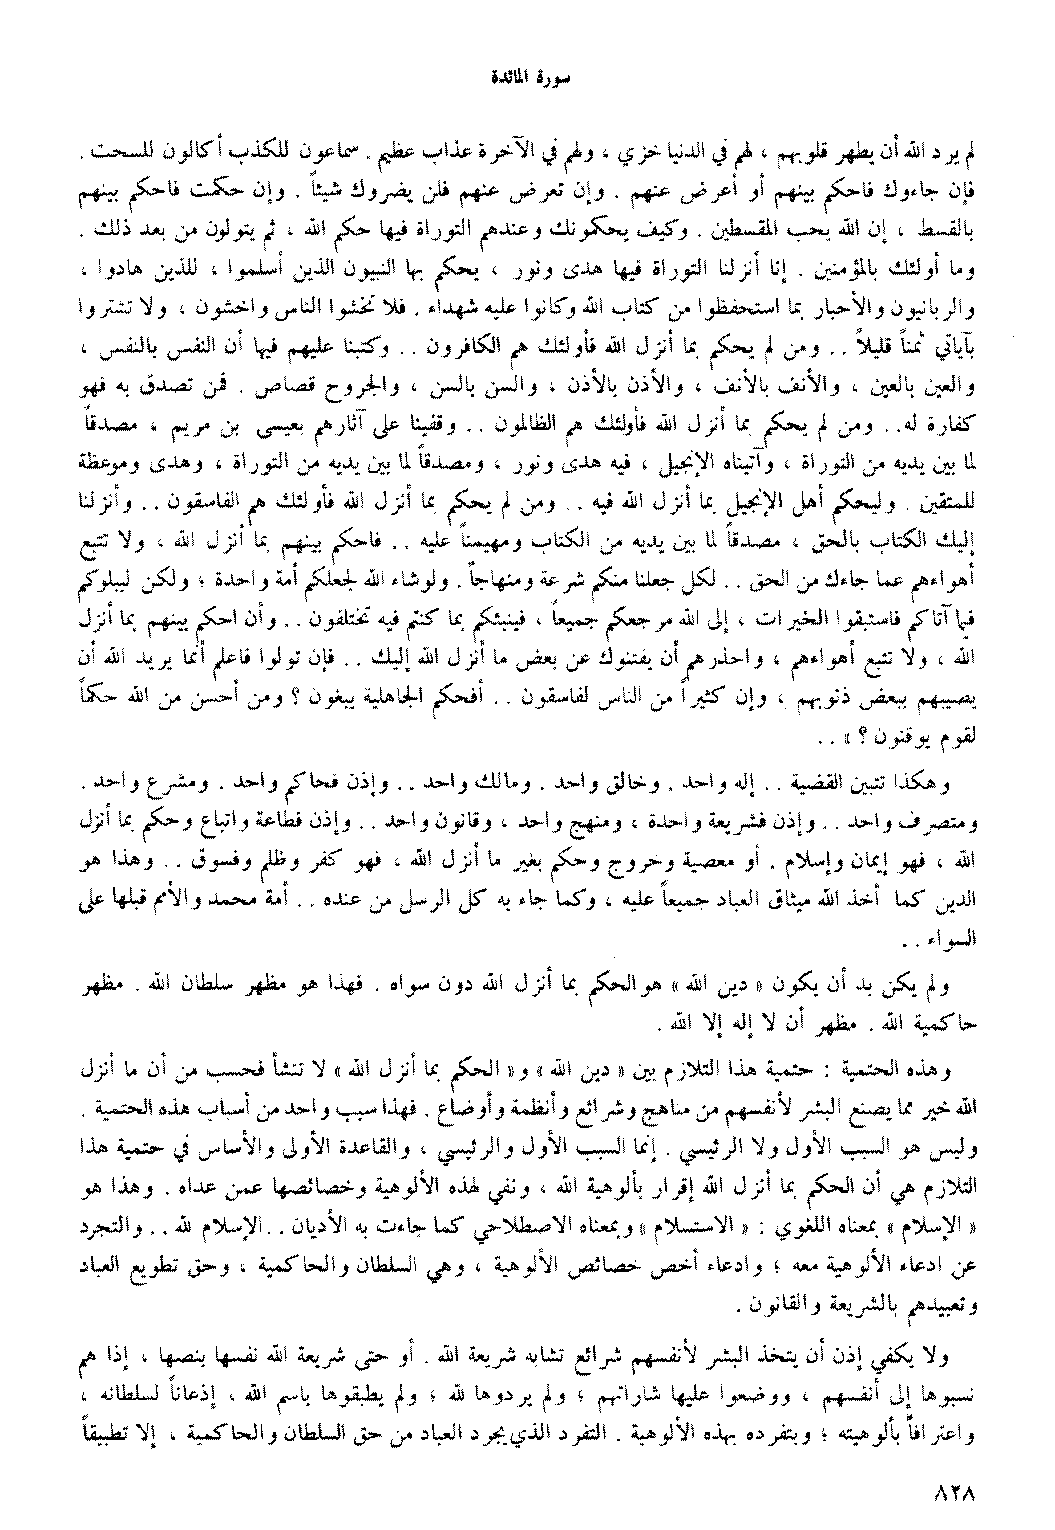 سورة المائدة
لم يرد الله أن يطهر قلوبهم ، لهم في الدنيا خزي ، ولهم في الآخرة عذاب عظيم . سماعون للكذب أكالون للسحت .
فإن جاءوك فاحكم بينهم أو أعرض عنهم . وإن تعرض عنهم فلن يضروك شيئاً . وإن حكمت فاحكم بينهم
بالقسط ، إن الله يحب المقسطين . وكيف يحكمونك وعندهم التوراة فيها حكم الله ، ثم يتولون من بعد ذلك .
وما أولئك بالمؤمنين . إنا أنزلنا التوراة فيها هدى ونور ، يحكم بها النبيون الذين أسلموا ، للذين هادوا ،
والربانيون والأحبار بما استحفظوا من كتاب الله وكانوا عليه شهداء . فلا تخشوا الناس واخشون ، ولا تشتروا
بآياتي ثمناً قليلاً .. ومن لم يحكم بما أنزل الله فأولئك هم الكافرون .. وكتبنا عليهم فيها أن النفس بالنفس ،
والعين بالعين ، والأنف بالأنف ، والأذن بالأذن ، والسن بالسن ، والجروح قصاص . فمن تصدق به فهو
كفارة له .. ومن لم يحكم بما أنزل الله فأولئك هم الظالمون .. وقفينا على آثارهم بعيسى بن مريم ، مصدقاً
لما بين يديه من التوراة ، وآتيناه الإنجيل ، فيه هدى ونور ، ومصدقاً لما بين يديه من التوراة ، وهدى وموعظة
للمتقين . وليحكم أهل الإنجيل بما أنزل الله فيه .. ومن لم يحكم بما أنزل الله فأولئك هم الفاسقون .. وأنزلنا
إليك الكتاب بالحق ، مصدقاً لما بين يديه من الكتاب ومهيمناً عليه .. فاحكم بينهم بما أنزل الله ، ولا تتبع
أهواءهم عما جاءك من الحق .. لكل جعلنا منكم شرعة ومنهاجاً . ولو شاء الله لجعلكم أمة واحدة ؛ ولكن ليبلوكم
فيما آتاكم فاستبقوا الخيرات ، إلى الله مرجعكم جميعاً ، فينبئكم بما كنتم فيه تختلفون .. وأن احكم بينهم بما أنزل
الله ، ولا تتبع أهواءهم ، واحذرهم أن يفتنوك عن بعض ما أنزل الله إليك .. فإن تولوا فاعلم أنما يريد الله أن
يصيبهم ببعض ذنوبهم ، وإن كثيراً من الناس لفاسقون .. أفحكم الجاهلية يبغون ؟ ومن أحسن من الله حكماً
لقوم يوقنون ؟ » ..
وهكذا تتبين القضية .. إله واحد . وخالق واحد . ومالك واحد .. وإذن فحاكم واحد . ومشرع واحد .
ومتصرف واحد .. وإذن فشريعة واحدة ، ومنهج واحد ، وقانون واحد .. وإذن فطاعة واتباع وحكم بما أنزل
الله ، فهو إيمان وإسلام . أو معصية وخروج وحكم بغير ما أنزل الله ، فهو كفر وظلم وفسوق .. وهذا هو
الدين كما أخذ الله ميثاق العباد جميعاً عليه ، وكما جاء به كل الرسل من عنده .. أمة محمد والأمم قبلها على
السواء ..
ولم يكن بد أن يكون « دين الله » هو الحكم بما أنزل الله دون سواه . فهذا هو مظهر سلطان الله . مظهر
حاكمية الله . مظهر أن لا إله إلا الله .
وهذه الحتمية : حتمية هذا التلازم بين « دين الله » و« الحكم بما أنزل الله » لا تنشأ فحسب من أن ما أنزل
الله خير مما يصنع البشر لأنفسهم من مناهج وشرائع وأنظمة وأوضاع . فهذا سبب واحد من أسباب هذه الحتمية .
وليس هو السبب الأول ولا الرئيسي . إنما السبب الأول والرئيسي ، والقاعدة الأولى والأساس في حتمية هذا
التلازم هي أن الحكم بما أنزل الله إقرار بألوهية الله ، ونفي لهذه الألوهية وخصائصها عمن عداه . وهذا هو
« الإسلام » بمعناه اللغوي : « الاستسلام » وبمعناه الاصطلاحي كما جاءت به الأديان .. الإسلام لله .. والتجرد
عن ادعاء الألوهية معه ؛ وادعاء أخص خصائص الألوهية ، وهي السلطان والحاكمية ، وحق تطويع العباد
وتعبيدهم بالشريعة والقانون .
ولا يكفي إذن أن يتخذ البشر لأنفسهم شرائع تشابه شريعة الله . أو حتى شريعة الله نفسها بنصها ، إذا هم
نسبوها إلى أنفسهم ، ووضعوا عليها شاراتهم ؛ ولم يردوها لله ؛ ولم يطبقوها باسم الله ، إذعاناً لسلطانه ،
واعترافاً بألوهيته ؛ وبتفرده بهذه الألوهية . التفرد الذي يجرد العباد من حق السلطان والحاكمية ، إلا تطبيقاً
٨٢٨